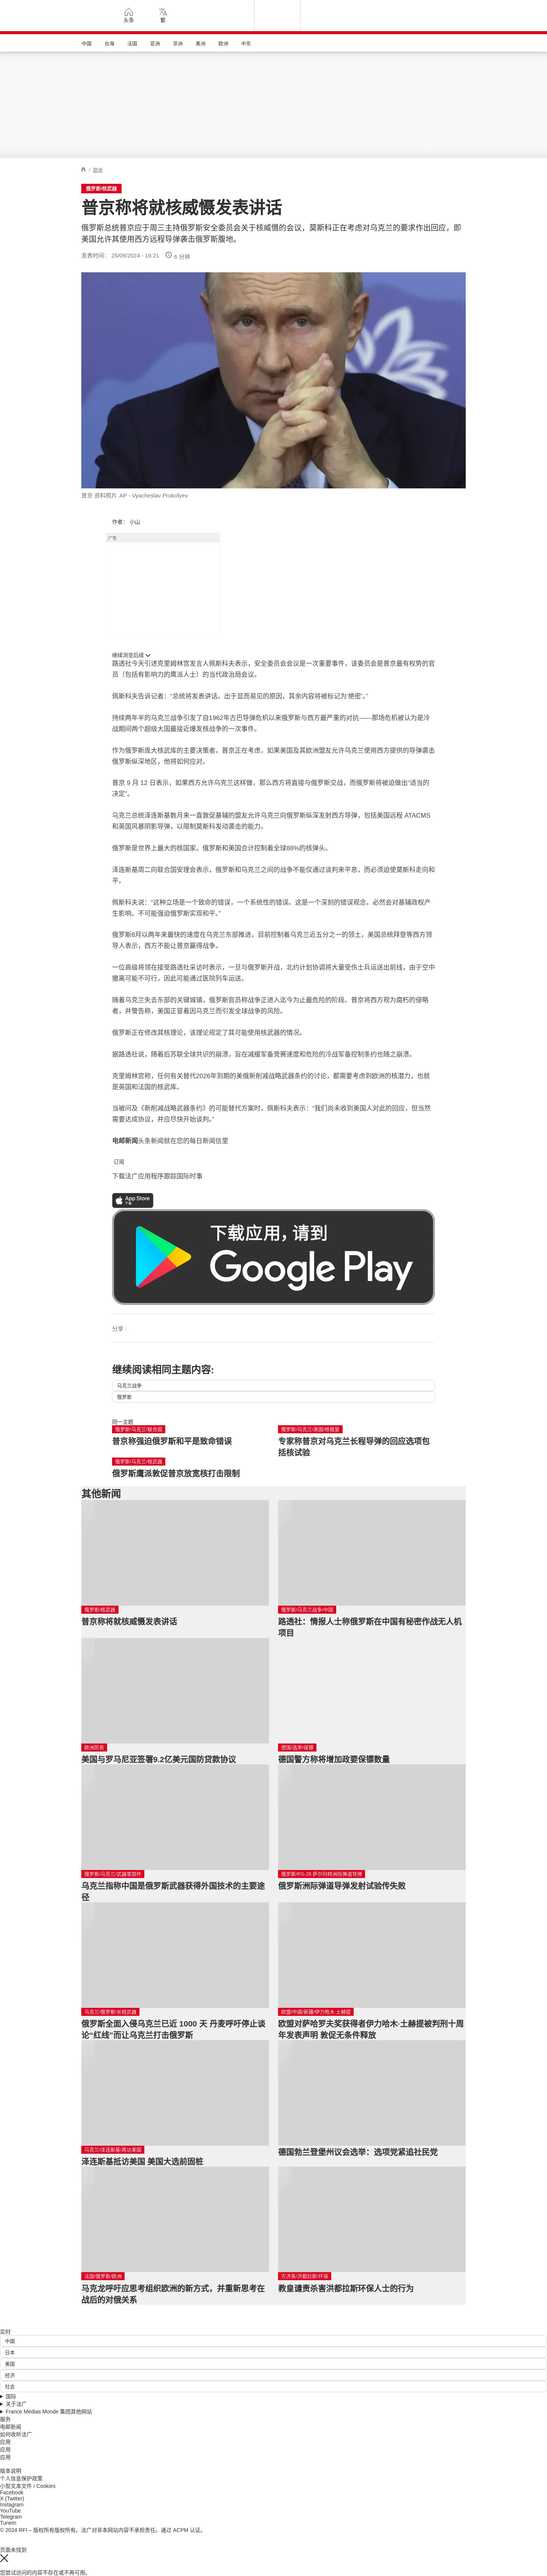 头条
繁
中国 台海 法国 亚洲 非洲 美洲 欧洲 中东
/ 欧洲
俄罗斯/核武器
普京称将就核威慑发表讲话
俄罗斯总统普京应于周三主持俄罗斯安全委员会关于核威慑的会议，莫斯科正在考虑对乌克兰的要求作出回应，即
美国允许其使用西方远程导弹袭击俄罗斯腹地。
发表时间： 25/09/2024 - 16:21 6 分钟
普京 资料照片 AP - Vyacheslav Prokofyev
作者： 小山
广告
继续浏览后续
路透社今天引述克里姆林宫发言人佩斯科夫表示，安全委员会会议是一次重要事件，该委员会是普京最有权势的官
员（包括有影响力的鹰派人士）的当代政治局会议。
佩斯科夫告诉记者：“总统将发表讲话。出于显而易见的原因，其余内容将被标记为‘绝密’。”
持续两年半的乌克兰战争引发了自1962年古巴导弹危机以来俄罗斯与西方最严重的对抗——那场危机被认为是冷
战期间两个超级大国最接近爆发核战争的一次事件。
作为俄罗斯庞大核武库的主要决策者，普京正在考虑，如果美国及其欧洲盟友允许乌克兰使用西方提供的导弹袭击
俄罗斯纵深地区，他将如何应对。
普京 9 月 12 日表示，如果西方允许乌克兰这样做，那么西方将直接与俄罗斯交战，而俄罗斯将被迫做出“适当的
决定”。
乌克兰总统泽连斯基数月来一直敦促基辅的盟友允许乌克兰向俄罗斯纵深发射西方导弹，包括美国远程 ATACMS
和英国风暴阴影导弹，以限制莫斯科发动袭击的能力。
俄罗斯是世界上最大的核国家。俄罗斯和美国合计控制着全球88%的核弹头。
泽连斯基周二向联合国安理会表示，俄罗斯和乌克兰之间的战争不能仅通过谈判来平息，而必须迫使莫斯科走向和
平。
佩斯科夫说：“这种立场是一个致命的错误，一个系统性的错误。这是一个深刻的错误观念，必然会对基辅政权产
生影响。不可能强迫俄罗斯实现和平。”
俄罗斯8月以两年来最快的速度在乌克兰东部推进，目前控制着乌克兰近五分之一的领土，美国总统拜登等西方领
导人表示，西方不能让普京赢得战争。
一位高级将领在接受路透社采访时表示，一旦与俄罗斯开战，北约计划协调将大量受伤士兵运送出前线，由于空中
撤离可能不可行，因此可能通过医院列车运送。
随着乌克兰失去东部的关键城镇，俄罗斯官员称战争正进入迄今为止最危险的阶段。普京将西方视为腐朽的侵略
者，并警告称，美国正冒着因乌克兰而引发全球战争的风险。
俄罗斯正在修改其核理论，该理论规定了其可能使用核武器的情况。
据路透社说，随着后苏联全球共识的崩溃，旨在减缓军备竞赛速度和危险的冷战军备控制条约也随之崩溃。
克里姆林宫称，任何有关替代2026年到期的美俄新削减战略武器条约的讨论，都需要考虑到欧洲的核潜力，也就
是英国和法国的核武库。
当被问及《新削减战略武器条约》的可能替代方案时，佩斯科夫表示：“我们尚未收到美国人对此的回应，但当然
需要达成协议，并应尽快开始谈判。”
电邮新闻头条新闻就在您的每日新闻信里
订阅
下载法广应用程序跟踪国际时事
App Store
下载
下载应用，请到
Google Play
分享 :
继续阅读相同主题内容:
乌克兰战争
俄罗斯
同一主题
俄罗斯/乌克兰/联合国
普京称强迫俄罗斯和平是致命错误
俄罗斯/乌克兰/美国/核报复
专家称普京对乌克兰长程导弹的回应选项包
括核试验
俄罗斯/乌克兰/核武器
俄罗斯鹰派敦促普京放宽核打击限制
其他新闻
俄罗斯/核武器
普京称将就核威慑发表讲话
俄罗斯/乌克兰战争/中国
路透社：情报人士称俄罗斯在中国有秘密作战无人机
项目
欧洲防务
美国与罗马尼亚签署9.2亿美元国防贷款协议
德国/选举/保镖
德国警方称将增加政要保镖数量
俄罗斯/乌克兰/武器零部件
乌克兰指称中国是俄罗斯武器获得外国技术的主要途
径
俄罗斯/RS-28 萨尔玛特洲际弹道导弹
俄罗斯洲际弹道导弹发射试验传失败
乌克兰/俄罗斯/长程武器
俄罗斯全面入侵乌克兰已近 1000 天 丹麦呼吁停止谈
论“红线”而让乌克兰打击俄罗斯
欧盟/中国/新疆/伊力哈木·土赫提
欧盟对萨哈罗夫奖获得者伊力哈木·土赫提被判刑十周
年发表声明 敦促无条件释放
乌克兰/泽连斯基/再访美国
泽连斯基抵访美国 美国大选前固桩
德国勃兰登堡州议会选举：选项党紧追社民党
法国/俄罗斯/欧洲
马克龙呼吁应思考组织欧洲的新方式，并重新思考在
战后的对俄关系
方济各/洪都拉斯/环保
教皇谴责杀害洪都拉斯环保人士的行为
实时
中国
日本
美国
经济
社会
国际
关于法广
France Médias Monde 集团其他网站
服务
电邮新闻
如何收听法广
应用
应用
应用
版本说明
个人信息保护政策
小型文本文件 / Cookies
Facebook
X (Twitter)
Instagram
YouTube
Telegram
TuneIn
© 2024 RFI – 版权所有版权所有。法广对非本网站内容不承担责任。通过 ACPM 认证。
页面未找到
您尝试访问的内容不存在或不再可用。